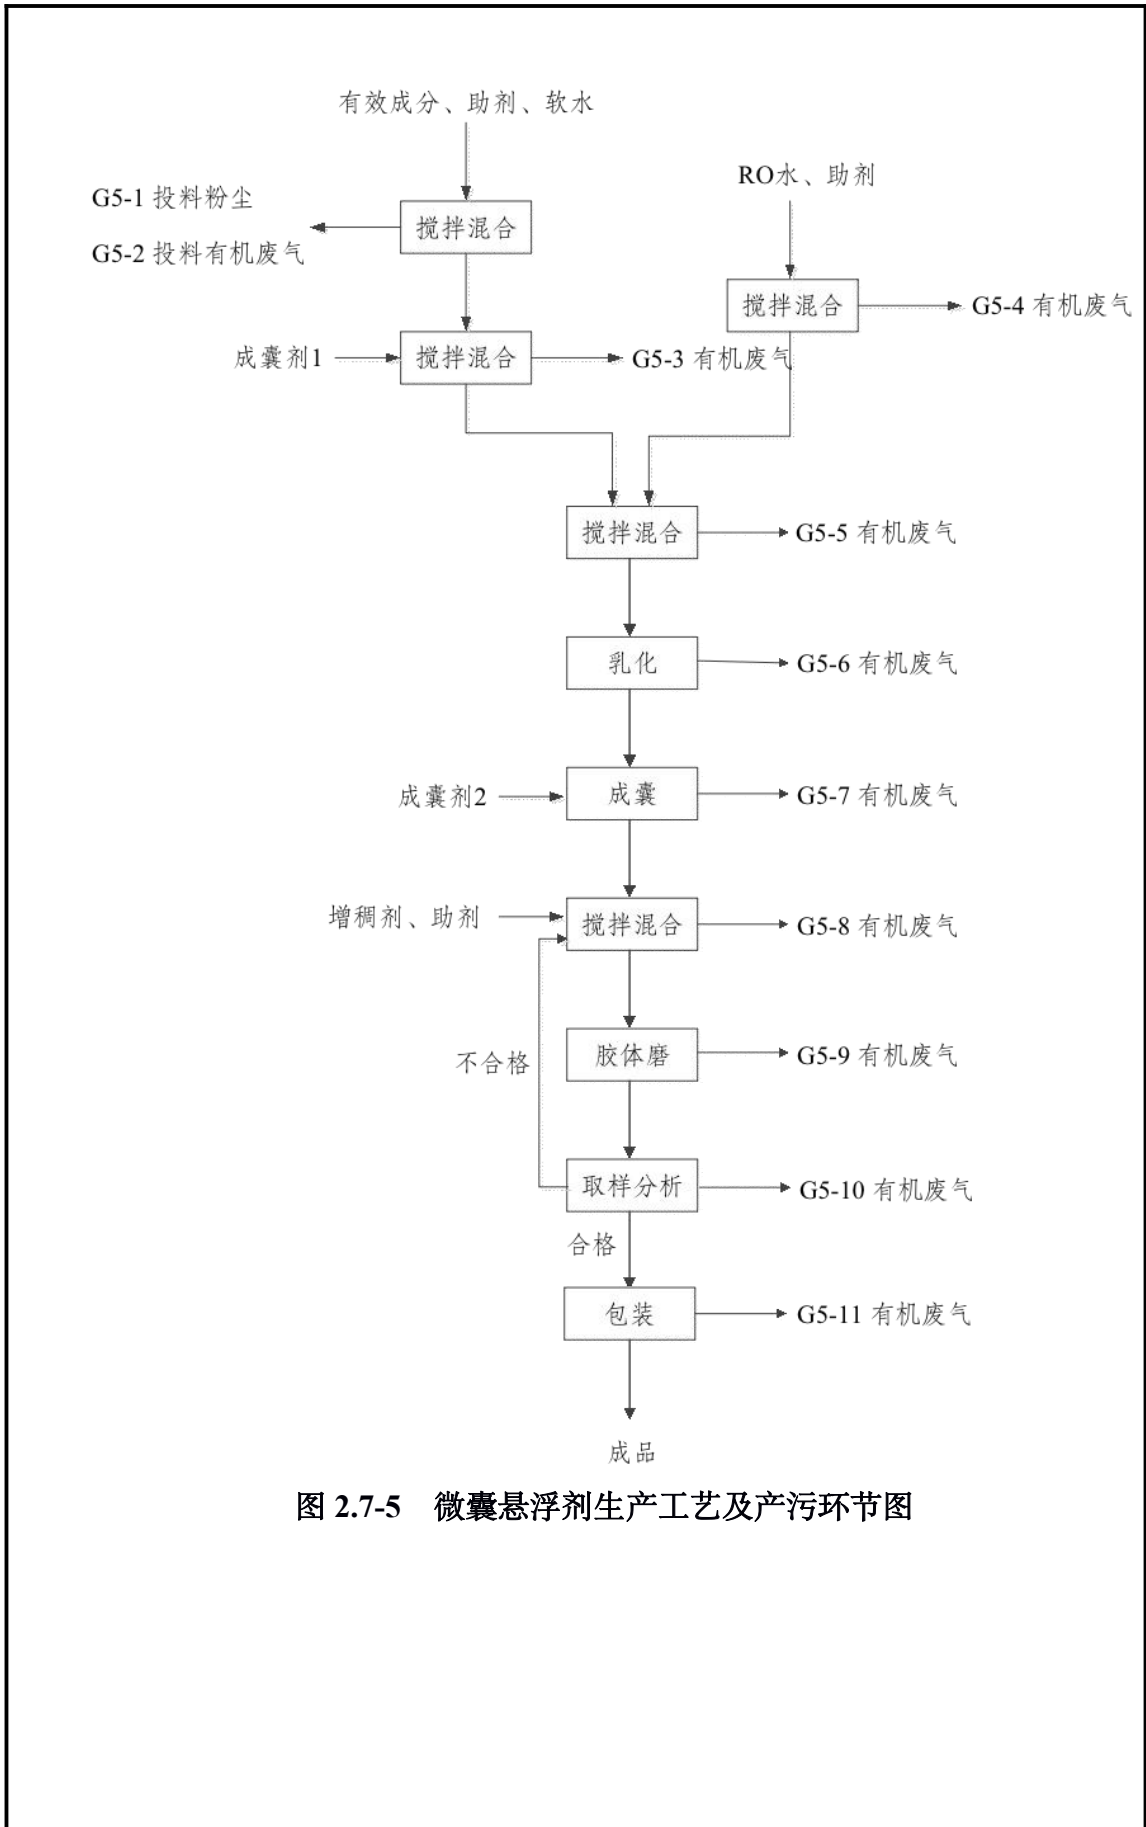 有效成分、助剂、软水
RO水、助剂
G5-1 投料粉尘
搅拌混合
G5-2 投料有机废气
搅拌混合
G5-4 有机废气
成囊剂1
搅拌混合
G5-3 有机废气
搅拌混合
G5-5 有机废气
乳化
G5-6 有机废气
成囊剂2
成囊
G5-7 有机废气
增稠剂、助剂
搅拌混合
G5-8 有机废气
不合格
胶体磨
G5-9 有机废气
取样分析
G5-10 有机废气
合格
包装
G5-11 有机废气
成品
图 2.7-5 微囊悬浮剂生产工艺及产污环节图